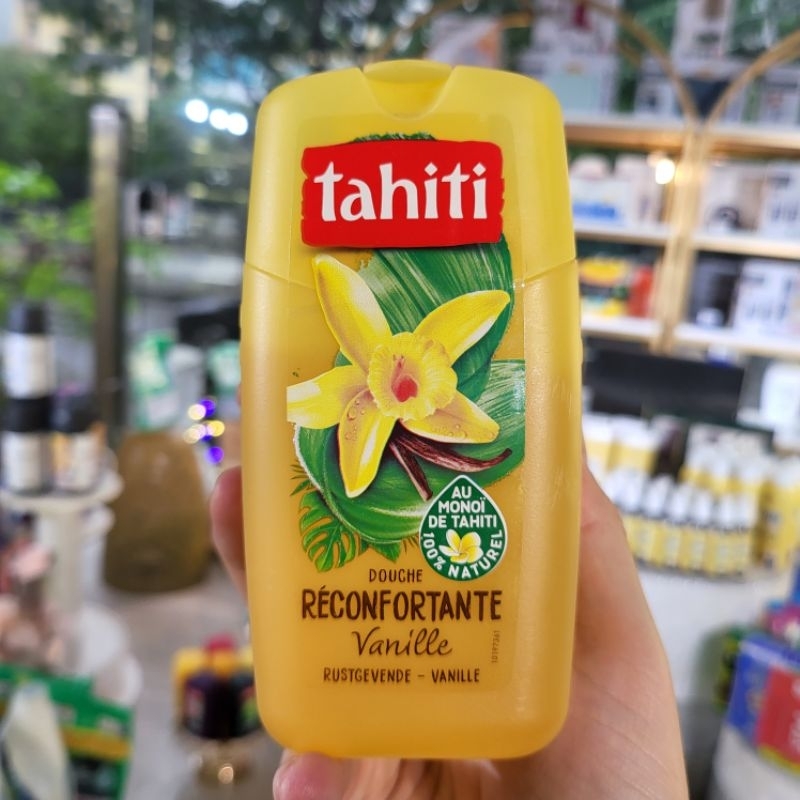 tahiti
AU
MONOÏ
DE TAHITI
100% NATUREL
DOUCHE
RÉCONFORTANTE
Vanille
RUSTGEVENDE - VANILLE